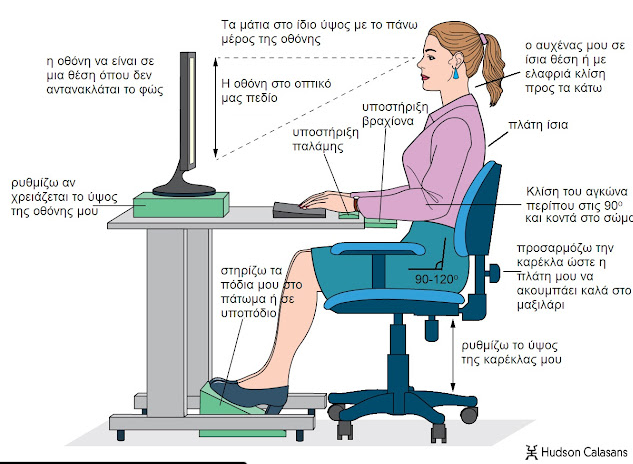 Τα μάτια στο ίδιο ύψος με το πάνω
μέρος της οθόνης
η οθόνη να είναι σε
μια θέση όπου δεν
αντανακλάται το φώς
Η οθόνη στο οπτικό
μας πεδίο
ο αυχένας μου σε
ίσια θέση ή με
ελαφριά κλίση
προς τα κάτω
υποστήριξη
βραχίονα
υποστήριξη
παλάμης
πλάτη ίσια
ρυθμίζω αν
χρειάζεται το ύψος
της οθόνης μου
Κλίση του αγκώνα
περίπου στις 90º
και κοντά στο σώμα
στηρίζω τα
πόδια μου στο
πάτωμα ή σε
υποπόδιο
90-120º
προσαρμόζω την
καρέκλα ώστε η
πλάτη μου να
ακουμπάει καλά στο
μαξιλάρι
ρυθμίζω το ύψος
της καρέκλας μου
Hudson Calasans